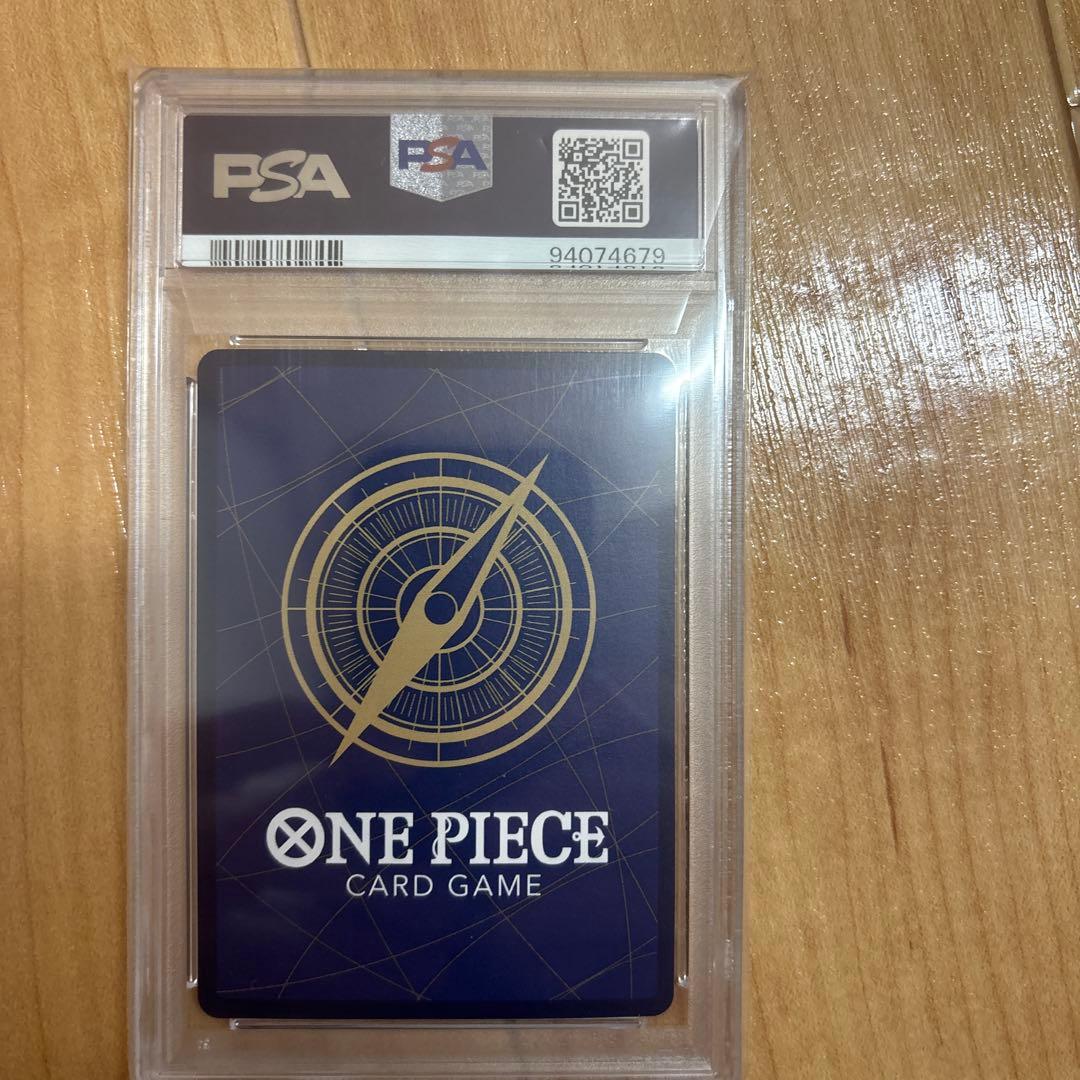 PSA
PSA
94074679
ONE PIECE
CARD GAME